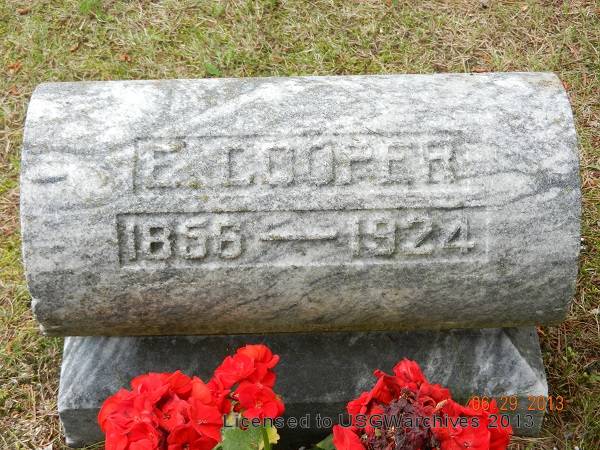 E. COOPER
1856 — 1924
06/29/2013
Licensed to USGWarchives 2013